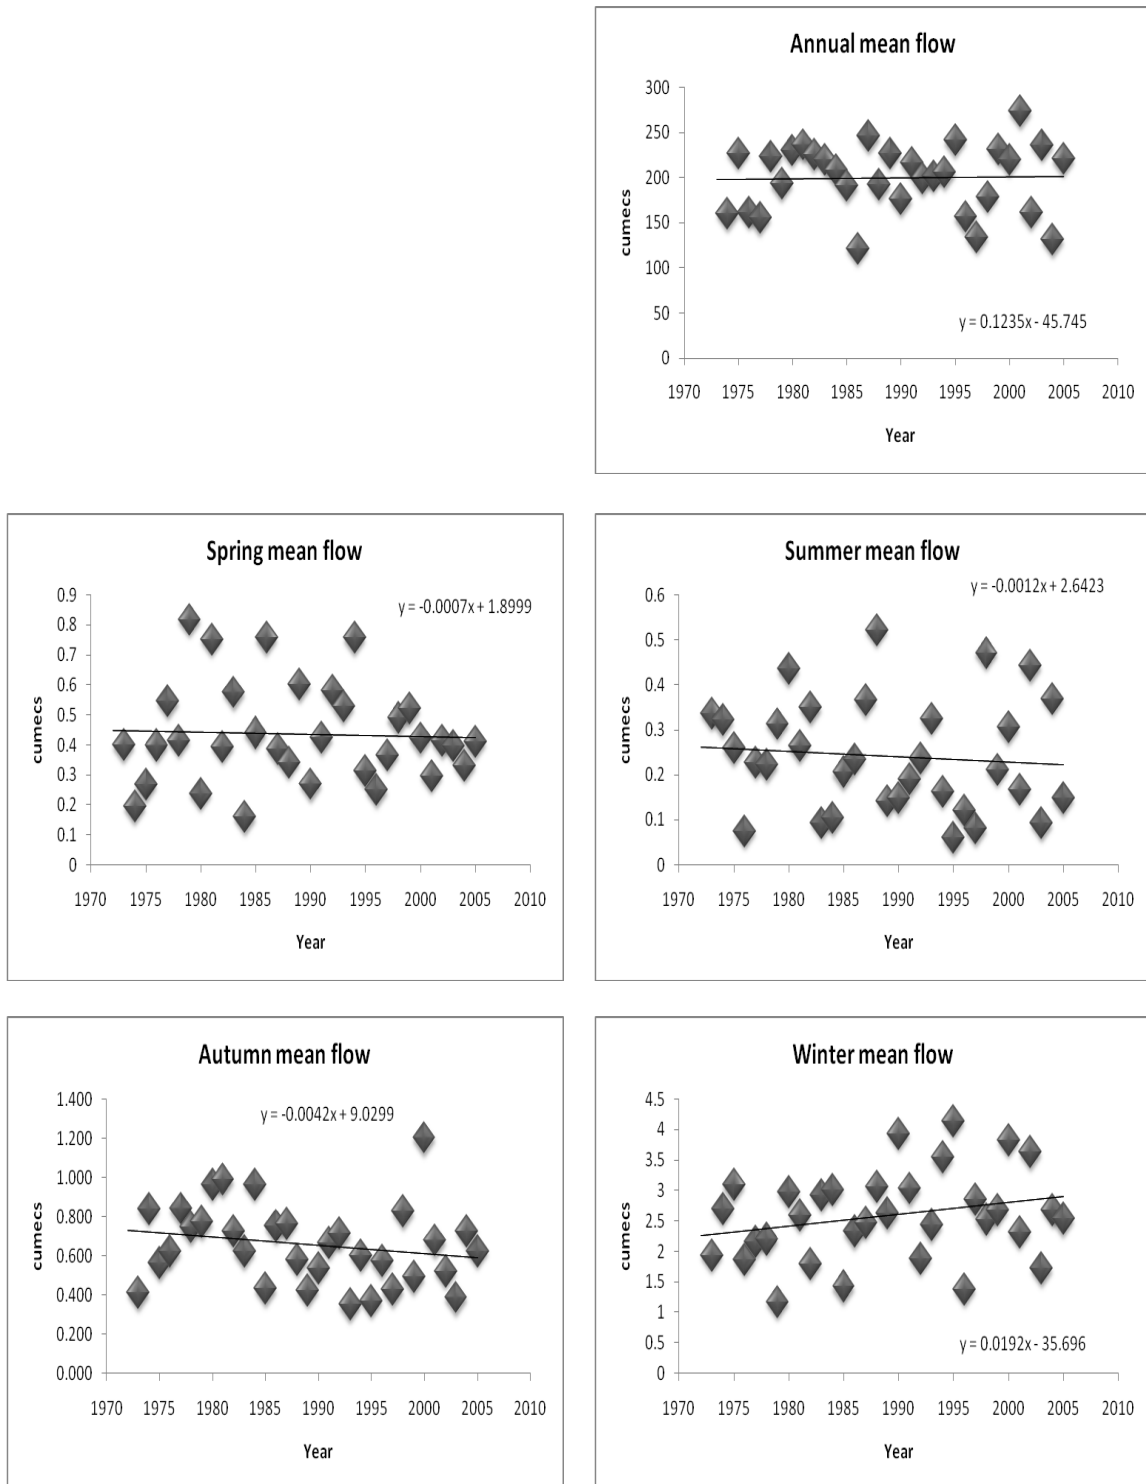 Annual mean flow
300
250
200
150
100
50
0
cumecs
y = 0.1235x - 45.745
1970 1975 1980 1985 1990 1995 2000 2005 2010
Year
Spring mean flow
y = -0.0007x + 1.8999
0.9
0.8
0.7
0.6
0.5
0.4
0.3
0.2
0.1
0
cumecs
1970 1975 1980 1985 1990 1995 2000 2005 2010
Year
Summer mean flow
y = -0.0012x + 2.6423
0.6
0.5
0.4
0.3
0.2
0.1
0
cumecs
1970 1975 1980 1985 1990 1995 2000 2005 2010
Year
Autumn mean flow
y = -0.0042x + 9.0299
1.400
1.200
1.000
0.800
0.600
0.400
0.200
0.000
cumecs
1970 1975 1980 1985 1990 1995 2000 2005 2010
Year
Winter mean flow
4.5
4
3.5
3
2.5
2
1.5
1
0.5
0
cumecs
y = 0.0192x - 35.696
1970 1975 1980 1985 1990 1995 2000 2005 2010
Year